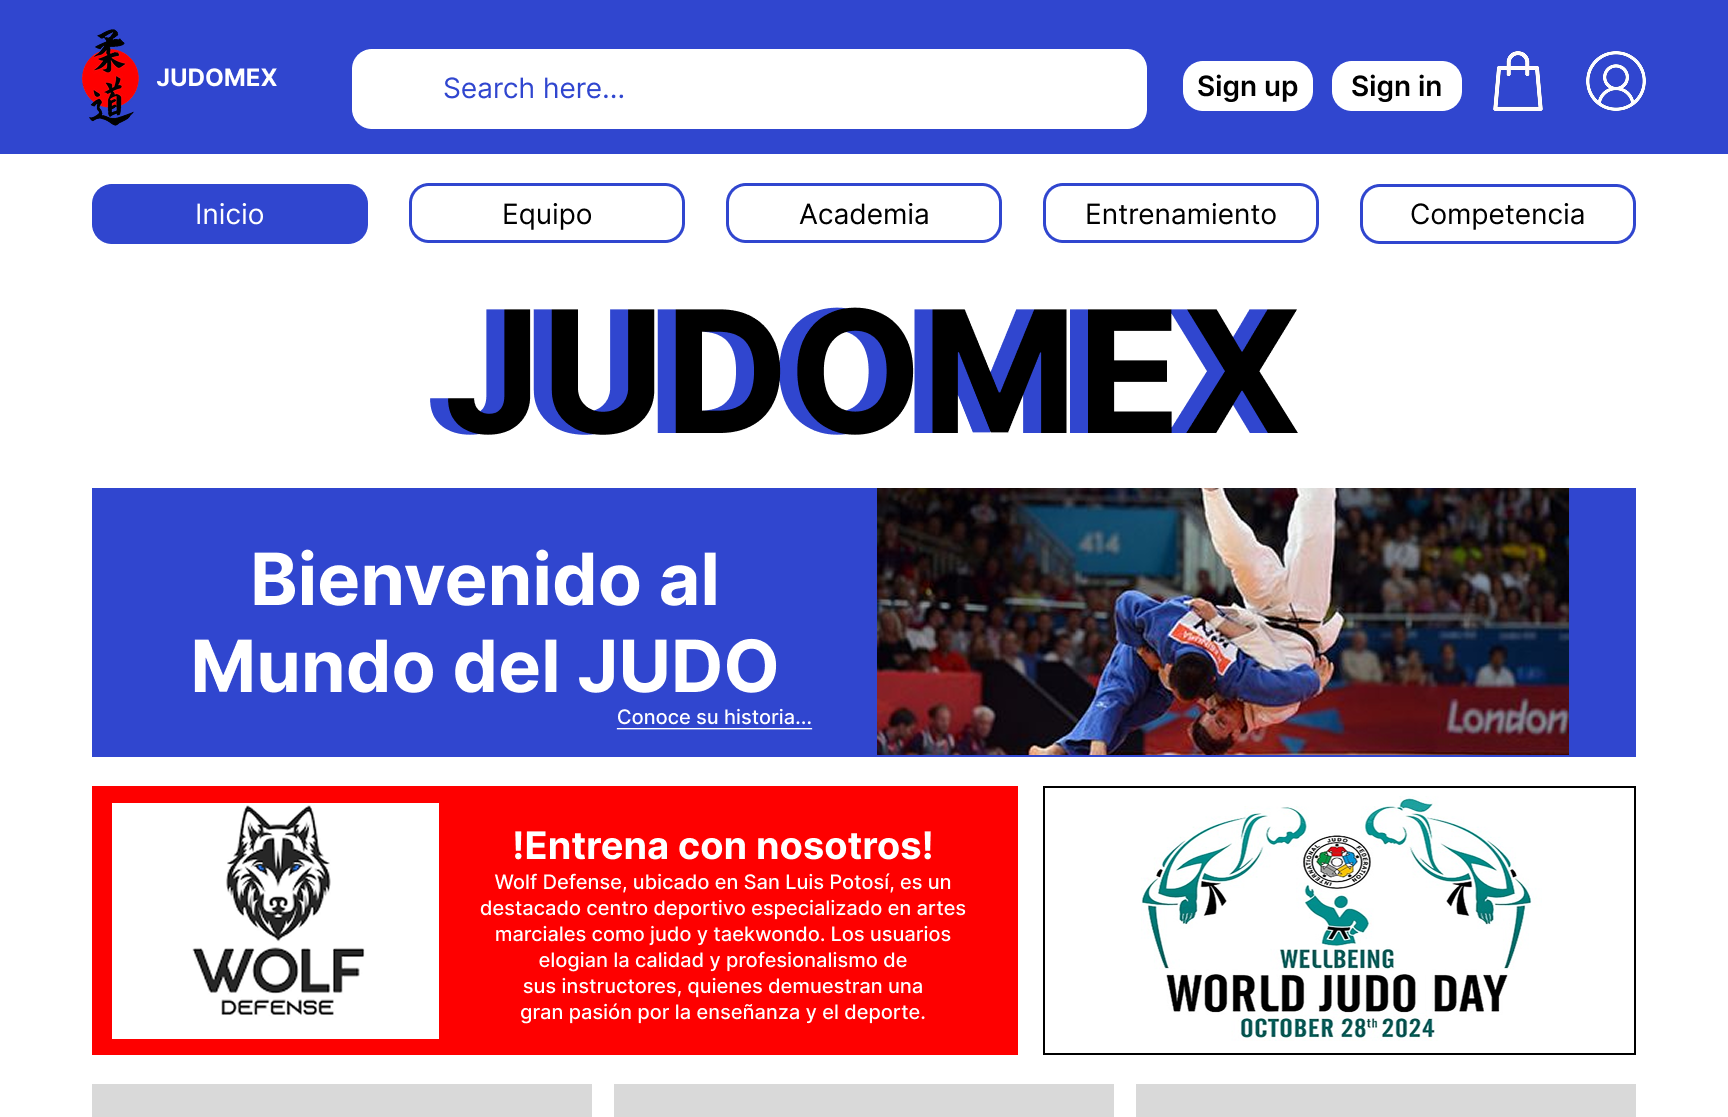 柔道
JUDOMEX
Search here...
Sign up
Sign in
Inicio
Equipo
Academia
Entrenamiento
Competencia
JUDOMEX
Bienvenido al
Mundo del JUDO
Conoce su historia...
414
London
WOLF
DEFENSE
!Entrena con nosotros!
Wolf Defense, ubicado en San Luis Potosí, es un
destacado centro deportivo especializado en artes
marciales como judo y taekwondo. Los usuarios
elogian la calidad y profesionalismo de
sus instructores, quienes demuestran una
gran pasión por la enseñanza y el deporte.
INTERNATIONAL JUDO FEDERATION
WELLBEING
WORLD JUDO DAY
OCTOBER 28th 2024